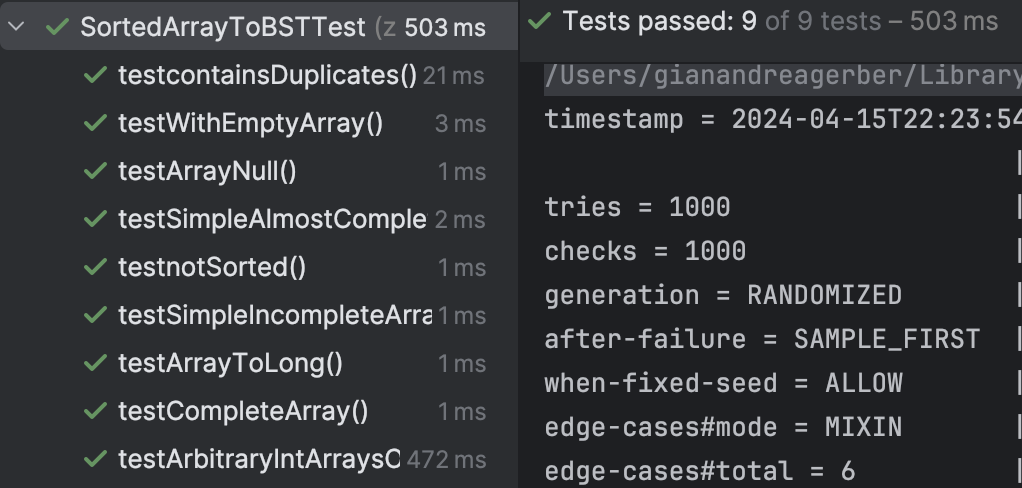 SortedArrayToBSTTest (z 503 ms
testcontainsDuplicates() 21 ms
testWithEmptyArray() 3 ms
testArrayNull() 1 ms
testSimpleAlmostComple 2 ms
testnotSorted() 1 ms
testSimpleIncompleteArra 1 ms
testArrayToLong() 1 ms
testCompleteArray() 1 ms
testArbitraryIntArraysC 472 ms
Tests passed: 9 of 9 tests – 503 ms
/Users/gianandreagerber/Library
timestamp = 2024-04-15T22:23:54
|
tries = 1000 |
checks = 1000 |
generation = RANDOMIZED |
after-failure = SAMPLE_FIRST |
when-fixed-seed = ALLOW |
edge-cases#mode = MIXIN |
edge-cases#total = 6 |